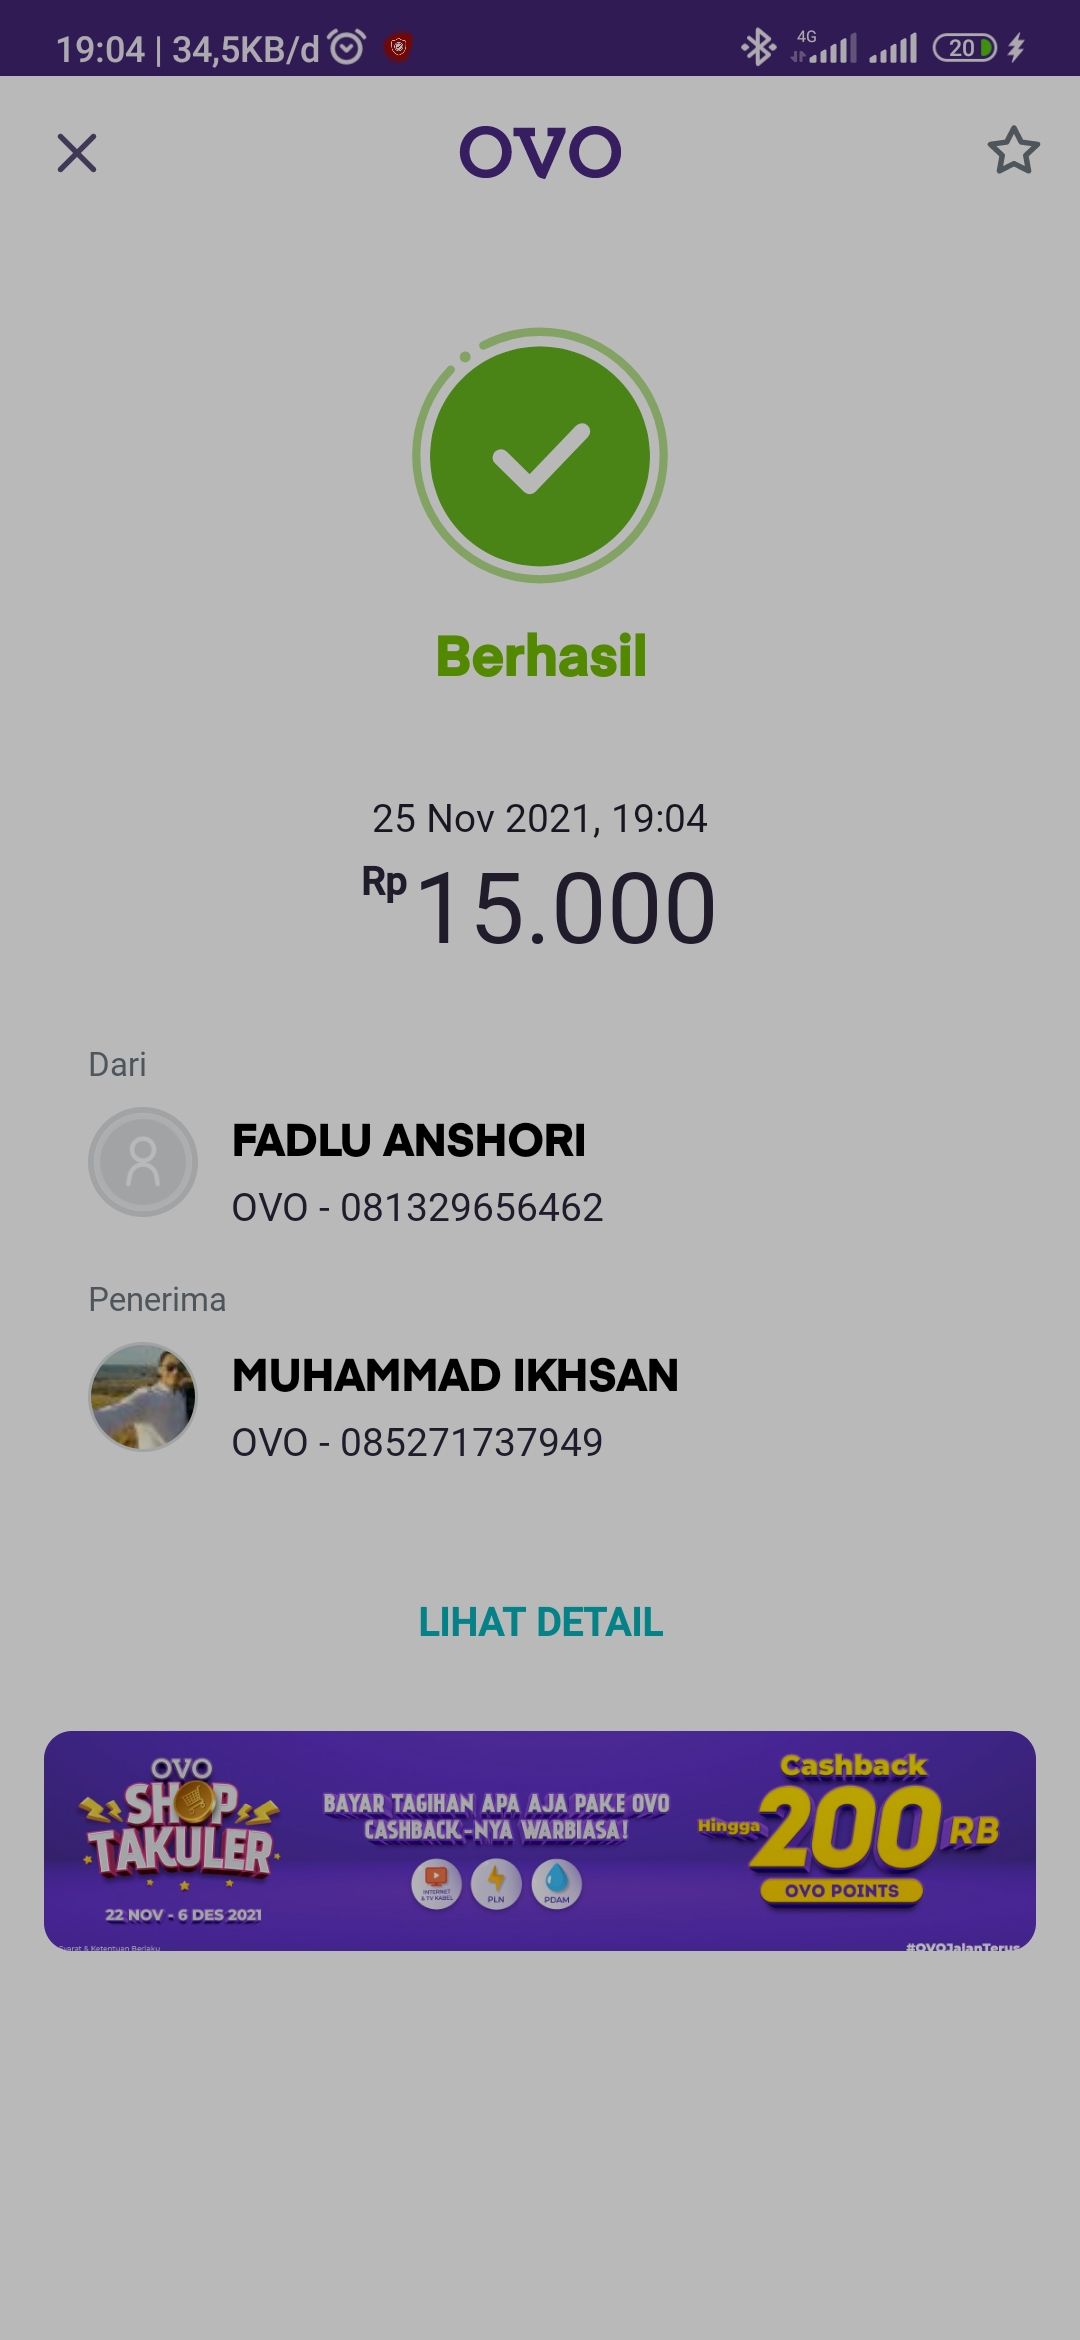 19:04 | 34,5KB/d
4G
20
OVO
Berhasil
25 Nov 2021, 19:04
Rp 15.000
Dari
FADLU ANSHORI
OVO - 081329656462
Penerima
MUHAMMAD IKHSAN
OVO - 085271737949
LIHAT DETAIL
OVO
SHOP
TAKULER
22 NOV - 6 DES 2021
Syarat & Ketentuan Berlaku
BAYAR TAGIHAN APA AJA PAKE OVO
CASHBACK-NYA WARBIASA!
INTERNET
& TV KABEL
PLN
PDAM
Cashback
Hingga 200 RB
OVO POINTS
#OVOJalanTerus